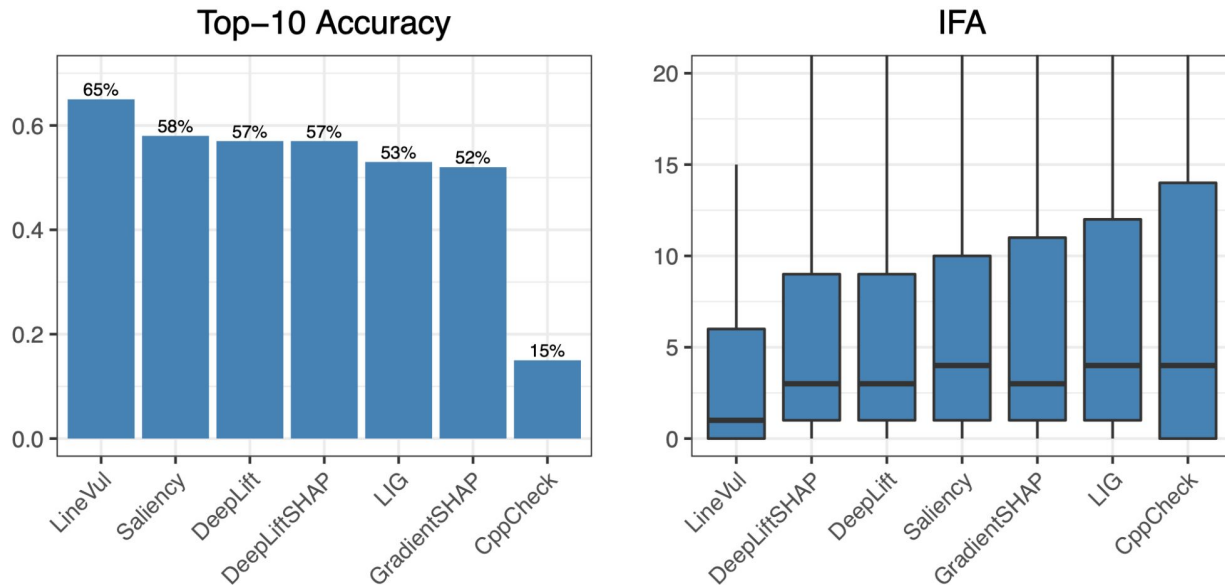 Top-10 Accuracy
65%
58%
57%
57%
53%
52%
15%
0.6
0.4
0.2
0.0
LineVul
Saliency
DeepLift
DeepLiftSHAP
LIG
GradientSHAP
CppCheck
IFA
20
15
10
5
0
LineVul
DeepLiftSHAP
DeepLift
Saliency
GradientSHAP
LIG
CppCheck